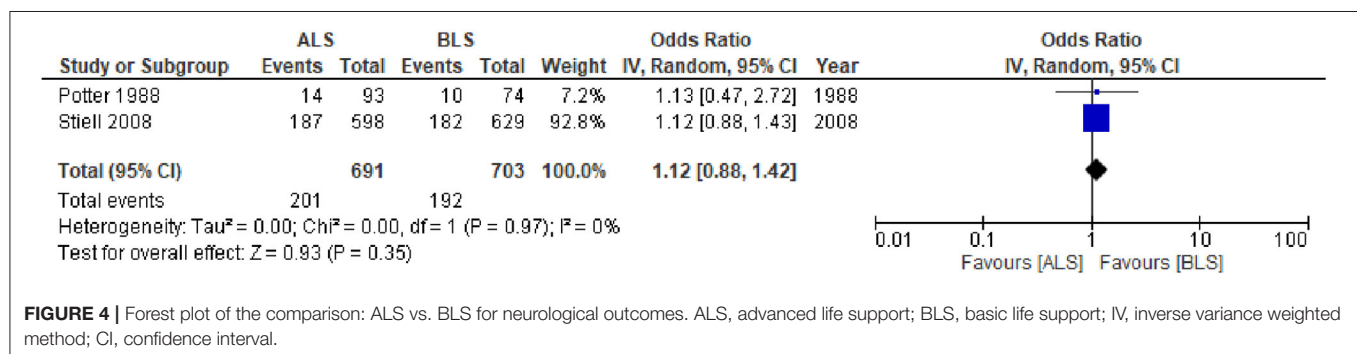 ALS BLS Odds Ratio Odds Ratio
Study or Subgroup Events Total Events Total Weight IV, Random, 95% CI Year IV, Random, 95% CI
Potter 1988 14 93 10 74 7.2% 1.13 [0.47, 2.72] 1988
Stiell 2008 187 598 182 629 92.8% 1.12 [0.88, 1.43] 2008
Total (95% CI) 691 703 100.0% 1.12 [0.88, 1.42]
Total events 201 192
Heterogeneity: Tau² = 0.00; Chi² = 0.00, df = 1 (P = 0.97); I² = 0%
Test for overall effect: Z = 0.93 (P = 0.35)
0.01 0.1 1 10 100
Favours [ALS] Favours [BLS]
FIGURE 4 | Forest plot of the comparison: ALS vs. BLS for neurological outcomes. ALS, advanced life support; BLS, basic life support; IV, inverse variance weighted
method; CI, confidence interval.